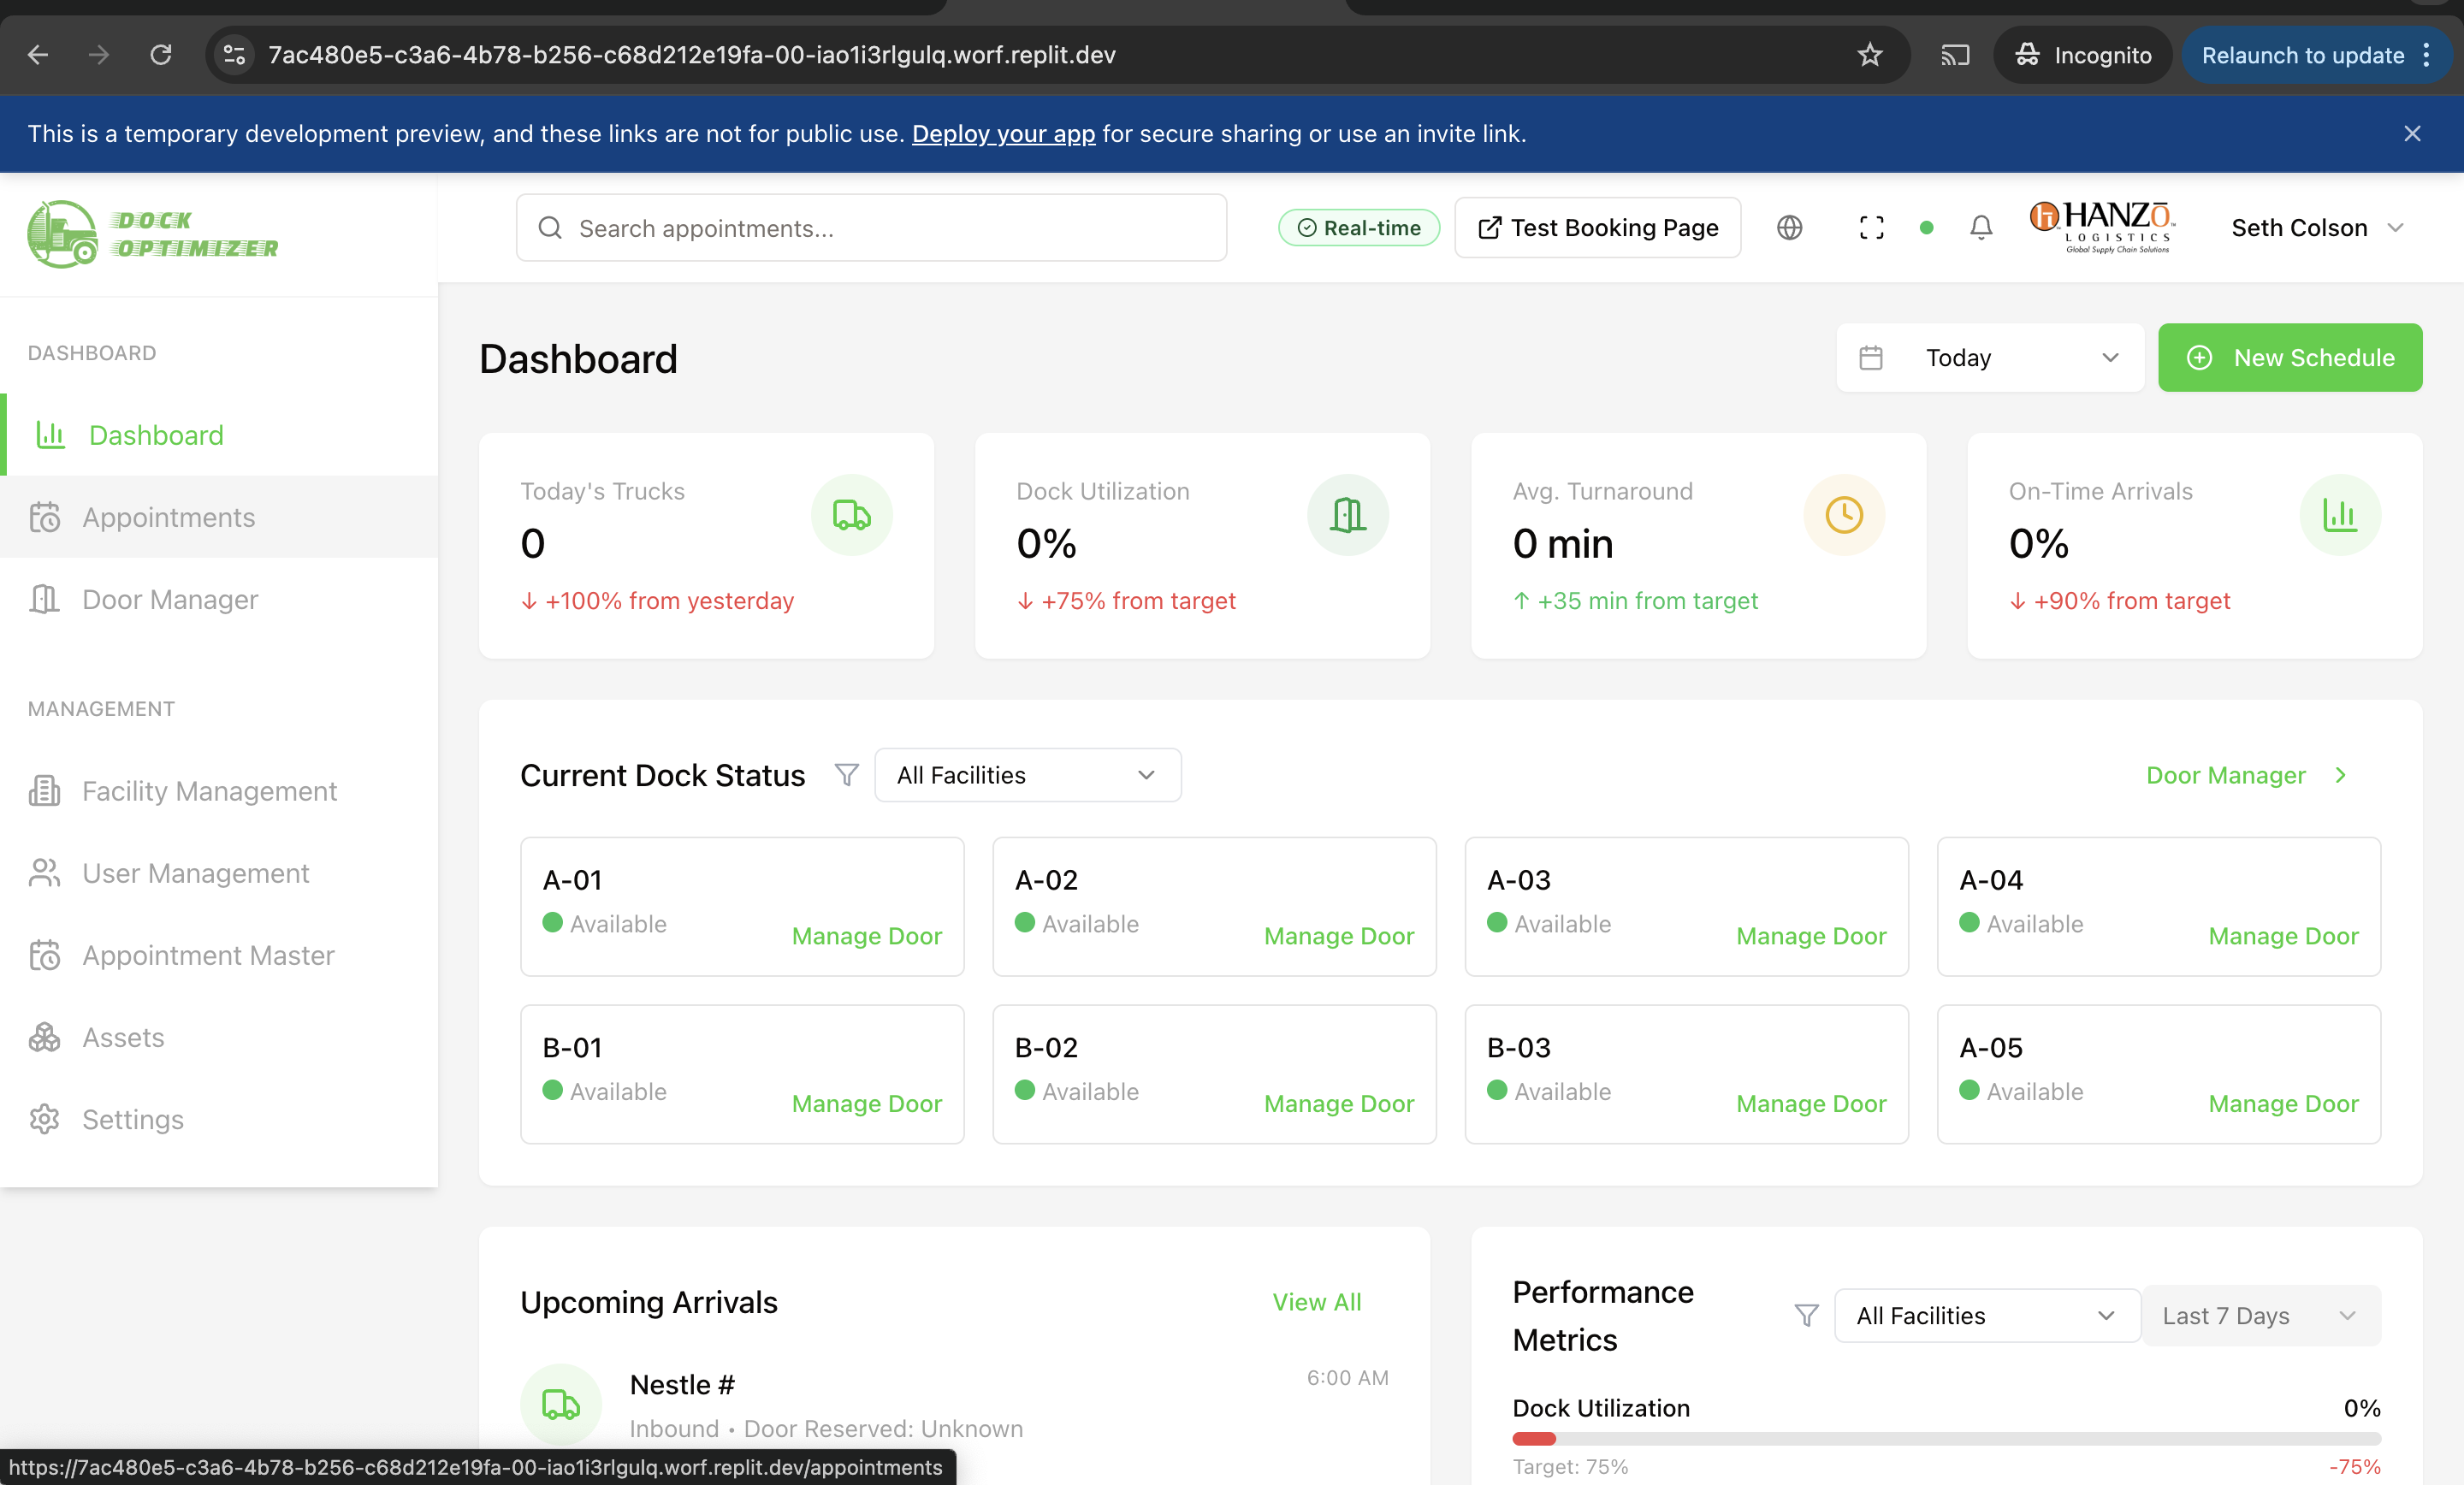 7ac480e5-c3a6-4b78-b256-c68d212e19fa-00-iao1i3rlgulq.worf.replit.dev
Incognito
Relaunch to update
This is a temporary development preview, and these links are not for public use. Deploy your app for secure sharing or use an invite link.
DOCK
OPTIMIZER
Search appointments...
Real-time
Test Booking Page
HANZO
LOGISTICS
Global Supply Chain Solutions
Seth Colson
DASHBOARD
Dashboard
Appointments
Door Manager
MANAGEMENT
Facility Management
User Management
Appointment Master
Assets
Settings
Dashboard
Today
New Schedule
Today's Trucks
0
↓ +100% from yesterday
Dock Utilization
0%
↓ +75% from target
Avg. Turnaround
0 min
↑ +35 min from target
On-Time Arrivals
0%
↓ +90% from target
Current Dock Status
All Facilities
Door Manager
A-01
Available
Manage Door
A-02
Available
Manage Door
A-03
Available
Manage Door
A-04
Available
Manage Door
B-01
Available
Manage Door
B-02
Available
Manage Door
B-03
Available
Manage Door
A-05
Available
Manage Door
Upcoming Arrivals
View All
Nestle #
6:00 AM
Inbound • Door Reserved: Unknown
Performance
Metrics
All Facilities
Last 7 Days
Dock Utilization
0%
Target: 75%
-75%
https://7ac480e5-c3a6-4b78-b256-c68d212e19fa-00-iao1i3rlgulq.worf.replit.dev/appointments